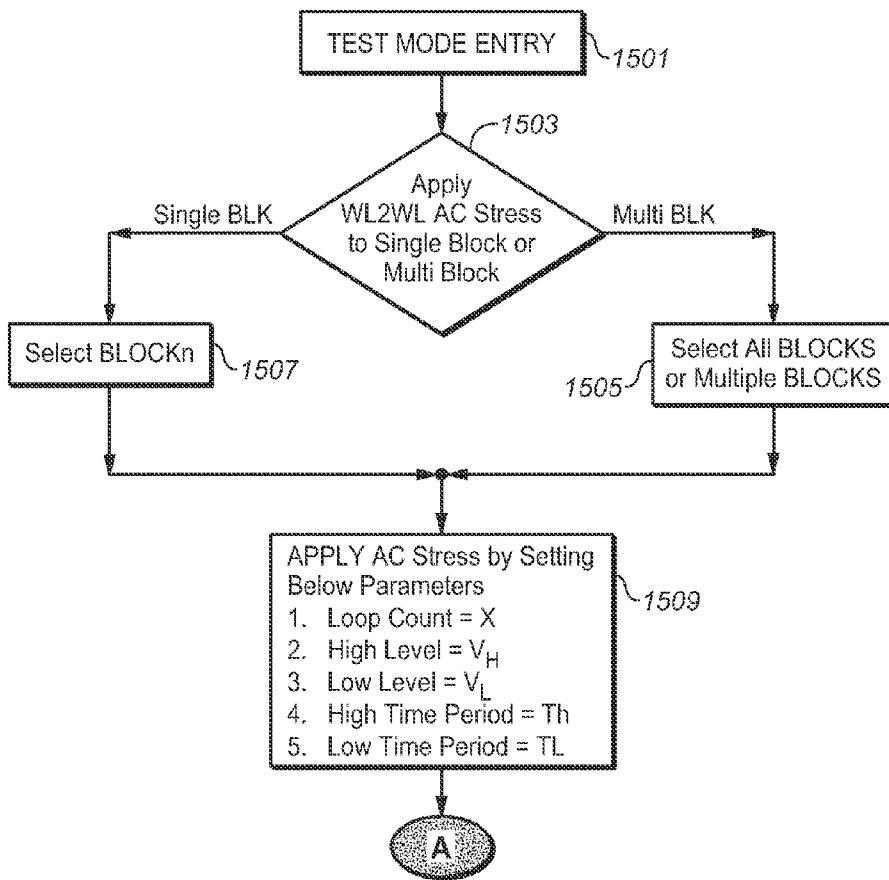 TEST MODE ENTRY
1501
1503
Apply
WL2WL AC Stress
to Single Block or
Multi Block
Single BLK
Multi BLK
Select BLOCKn
1507
Select All BLOCKS
or Multiple BLOCKS
1505
APPLY AC Stress by Setting
Below Parameters
1. Loop Count = X
2. High Level = V_H
3. Low Level = V_L
4. High Time Period = Th
5. Low Time Period = TL
1509
A